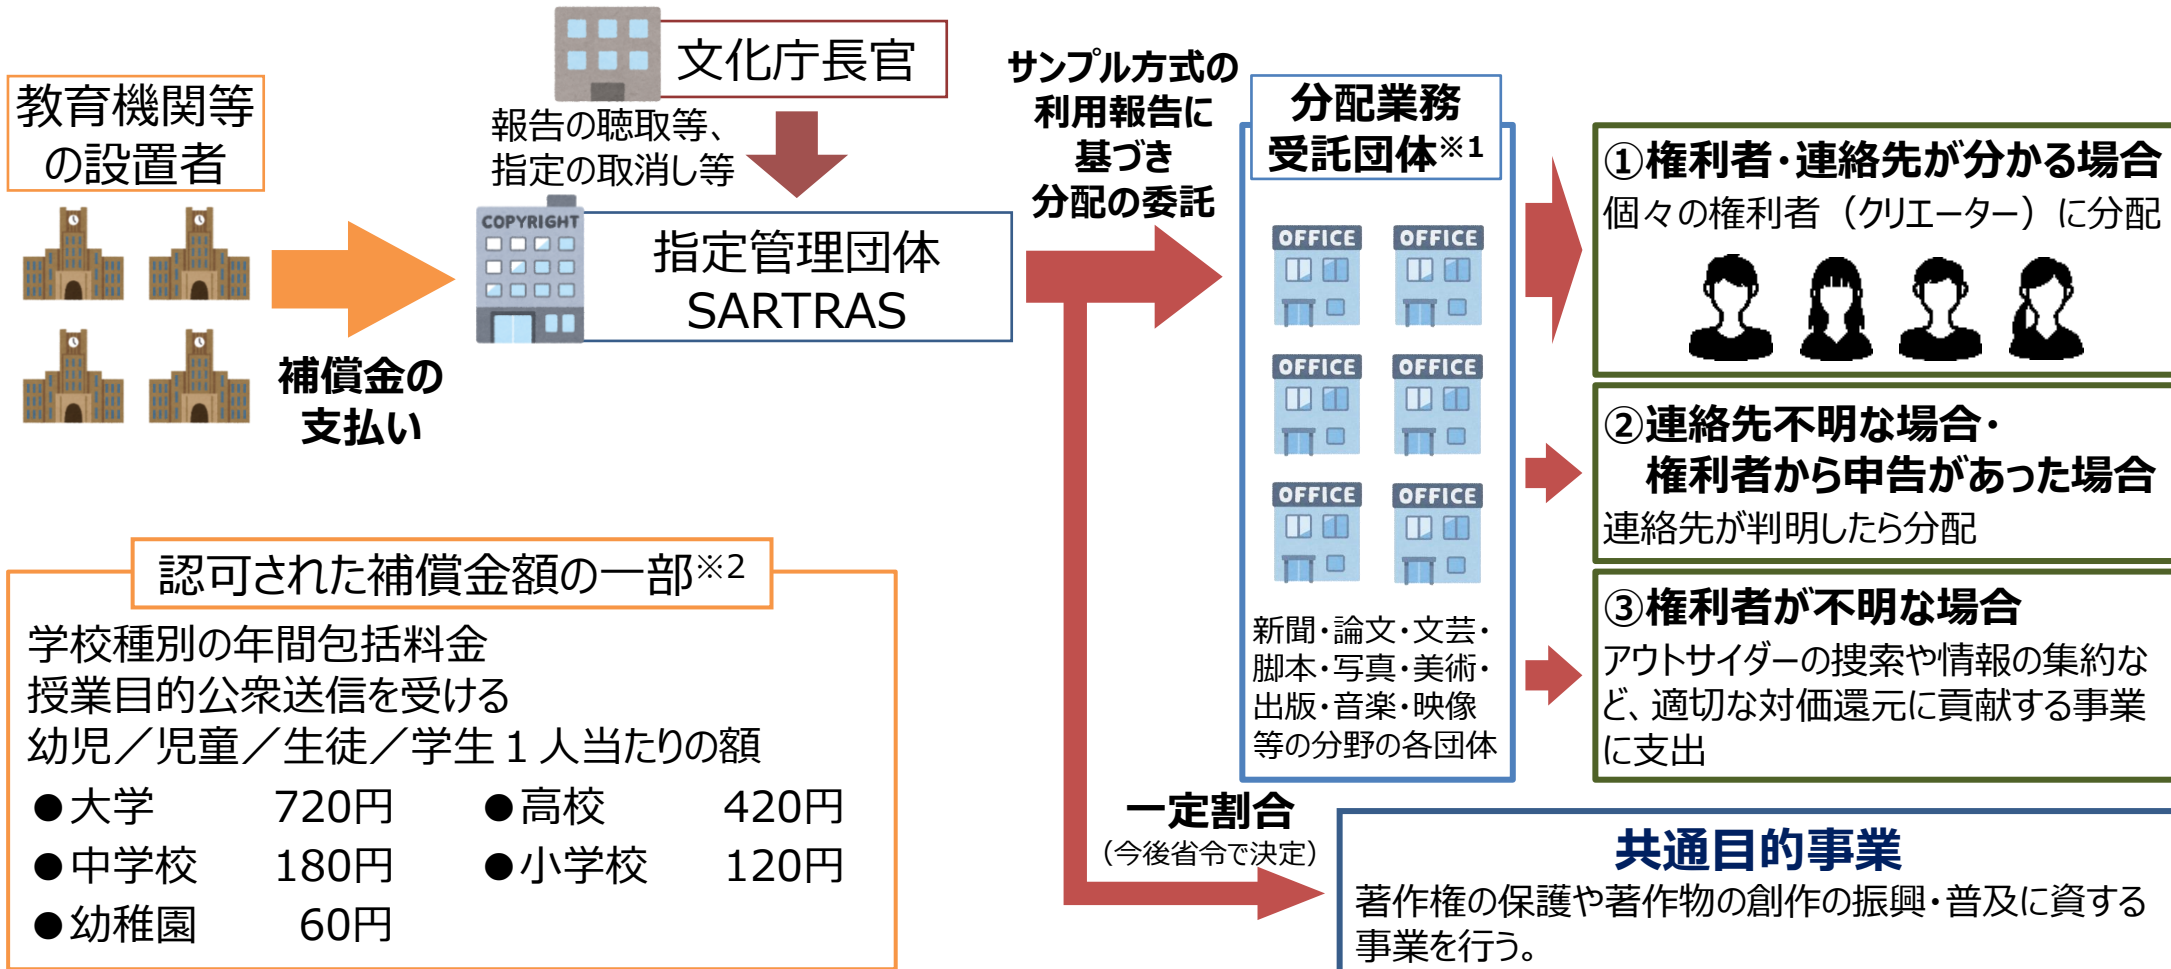 教育機関等
の設置者
補償金の
支払い
文化庁長官
報告の聴取等、
指定の取消し等
COPYRIGHT
指定管理団体
SARTRAS
サンプル方式の
利用報告に
基づき
分配の委託
分配業務
受託団体※1
OFFICE OFFICE
OFFICE OFFICE
OFFICE OFFICE
新聞・論文・文芸・
脚本・写真・美術・
出版・音楽・映像
等の分野の各団体
①権利者・連絡先が分かる場合
個々の権利者（クリエーター）に分配
②連絡先不明な場合・
権利者から申告があった場合
連絡先が判明したら分配
③権利者が不明な場合
アウトサイダーの捜索や情報の集約な
ど、適切な対価還元に貢献する事業
に支出
一定割合
（今後省令で決定）
共通目的事業
著作権の保護や著作物の創作の振興・普及に資する
事業を行う。
認可された補償金額の一部※2
学校種別の年間包括料金
授業目的公衆送信を受ける
幼児／児童／生徒／学生１人当たりの額
●大学 720円 ●高校 420円
●中学校 180円 ●小学校 120円
●幼稚園 60円